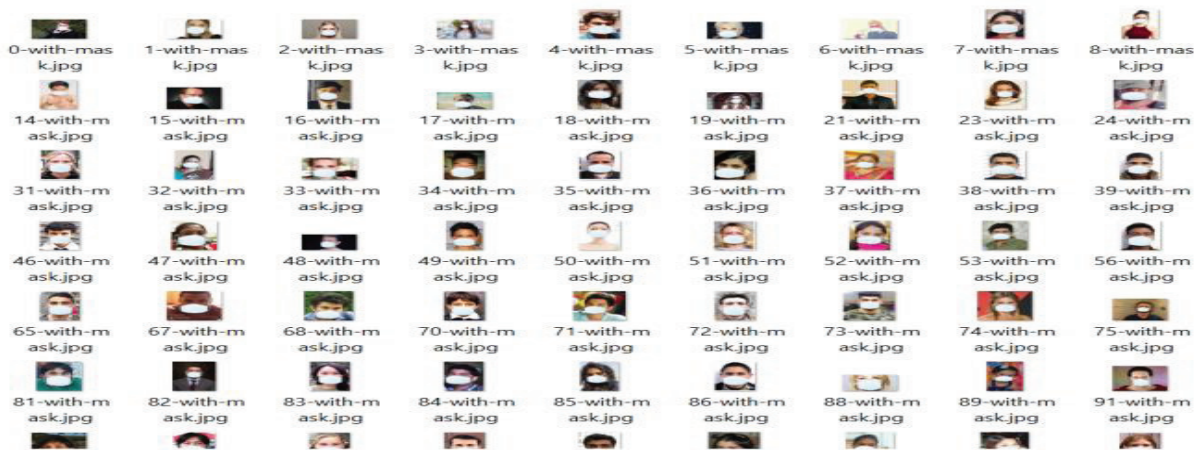 0-with-mas 1-with-mas 2-with-mas 3-with-mas 4-with-mas 5-with-mas 6-with-mas 7-with-mas 8-with-mas
k.jpg k.jpg k.jpg k.jpg k.jpg k.jpg k.jpg k.jpg k.jpg
14-with-m 15-with-m 16-with-m 17-with-m 18-with-m 19-with-m 21-with-m 23-with-m 24-with-m
ask.jpg ask.jpg ask.jpg ask.jpg ask.jpg ask.jpg ask.jpg ask.jpg ask.jpg
31-with-m 32-with-m 33-with-m 34-with-m 35-with-m 36-with-m 37-with-m 38-with-m 39-with-m
ask.jpg ask.jpg ask.jpg ask.jpg ask.jpg ask.jpg ask.jpg ask.jpg ask.jpg
46-with-m 47-with-m 48-with-m 49-with-m 50-with-m 51-with-m 52-with-m 53-with-m 56-with-m
ask.jpg ask.jpg ask.jpg ask.jpg ask.jpg ask.jpg ask.jpg ask.jpg ask.jpg
65-with-m 67-with-m 68-with-m 70-with-m 71-with-m 72-with-m 73-with-m 74-with-m 75-with-m
ask.jpg ask.jpg ask.jpg ask.jpg ask.jpg ask.jpg ask.jpg ask.jpg ask.jpg
81-with-m 82-with-m 83-with-m 84-with-m 85-with-m 86-with-m 88-with-m 89-with-m 91-with-m
ask.jpg ask.jpg ask.jpg ask.jpg ask.jpg ask.jpg ask.jpg ask.jpg ask.jpg